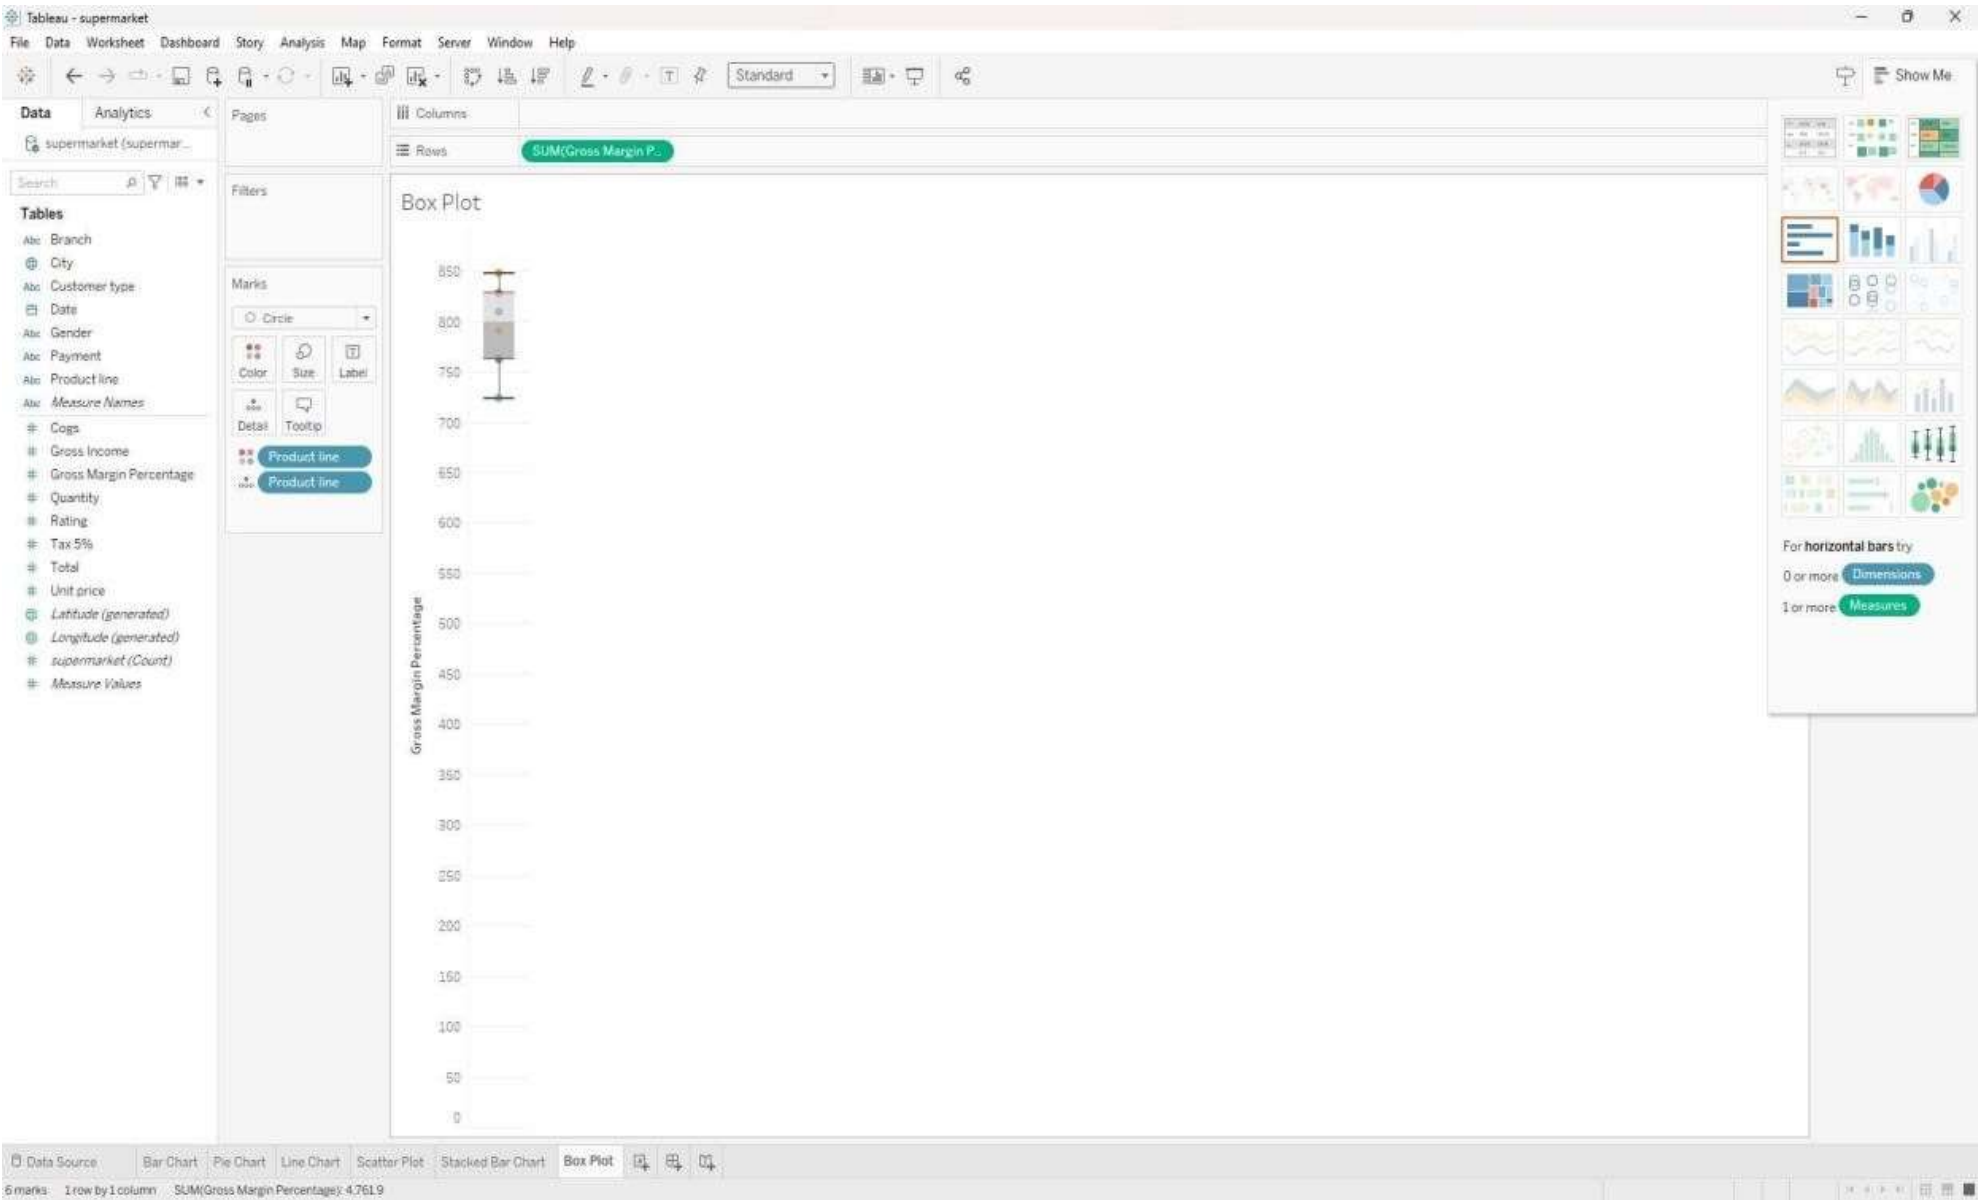 Tableau - supermarket
File Data Worksheet Dashboard Story Analysis Map Format Server Window Help
Standard
Show Me
Data Analytics
supermarket (supermar...
Search
Tables
Abc Branch
City
Abc Customer type
Date
Abc Gender
Abc Payment
Abc Product line
Abc Measure Names
# Cogs
# Gross Income
# Gross Margin Percentage
# Quantity
# Rating
# Tax 5%
# Total
# Unit price
Latitude (generated)
Longitude (generated)
# supermarket (Count)
# Measure Values
Pages
Filters
Marks
Circle
Color Size Label
Detail Tooltip
Product line
Product line
Columns
Rows SUM(Gross Margin P..
Box Plot
Gross Margin Percentage
850
800
750
700
650
600
550
500
450
400
350
300
250
200
150
100
50
0
For horizontal bars try
0 or more Dimensions
1 or more Measures
Data Source Bar Chart Pie Chart Line Chart Scatter Plot Stacked Bar Chart Box Plot
6 marks 1 row by 1 column SUM(Gross Margin Percentage): 4,761.9